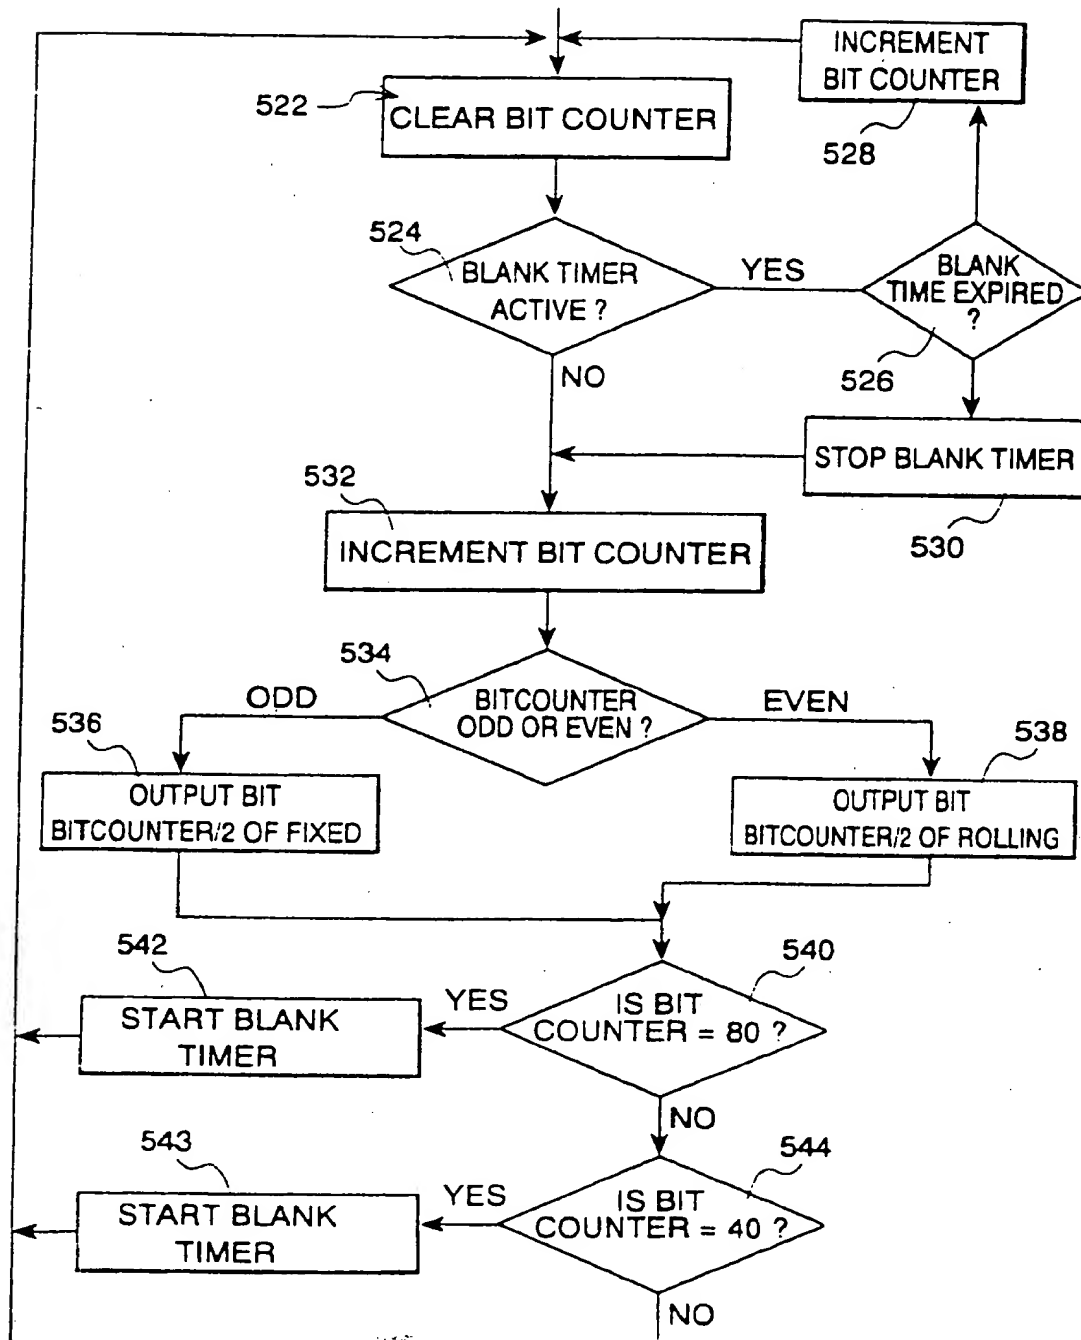 INCREMENT
BIT COUNTER
528
522
CLEAR BIT COUNTER
524
BLANK TIMER
ACTIVE ?
YES
BLANK
TIME EXPIRED
?
526
NO
STOP BLANK TIMER
530
532
INCREMENT BIT COUNTER
534
BITCOUNTER
ODD OR EVEN ?
ODD
EVEN
536
OUTPUT BIT
BITCOUNTER/2 OF FIXED
538
OUTPUT BIT
BITCOUNTER/2 OF ROLLING
540
IS BIT
COUNTER = 80 ?
YES
542
START BLANK
TIMER
NO
544
IS BIT
COUNTER = 40 ?
YES
543
START BLANK
TIMER
NO